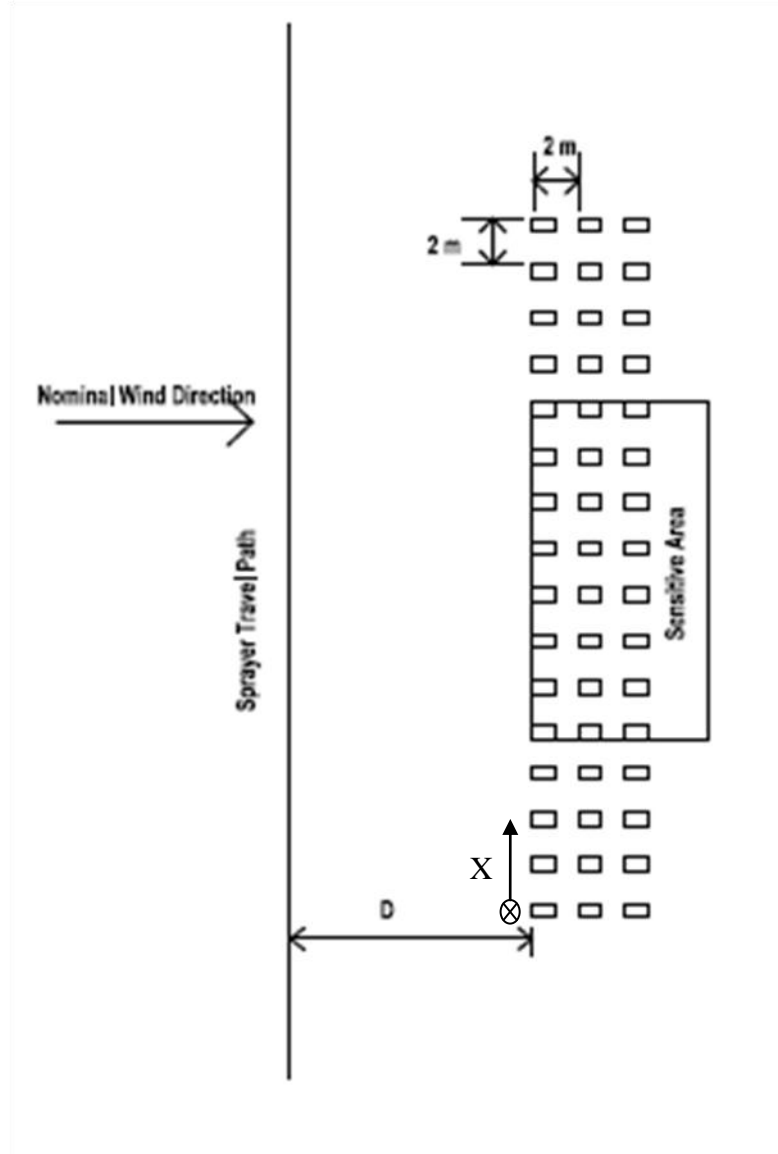 2 m
2 m
Nominal Wind Direction
Sprayer Travel Path
Sensitive Area
X
D